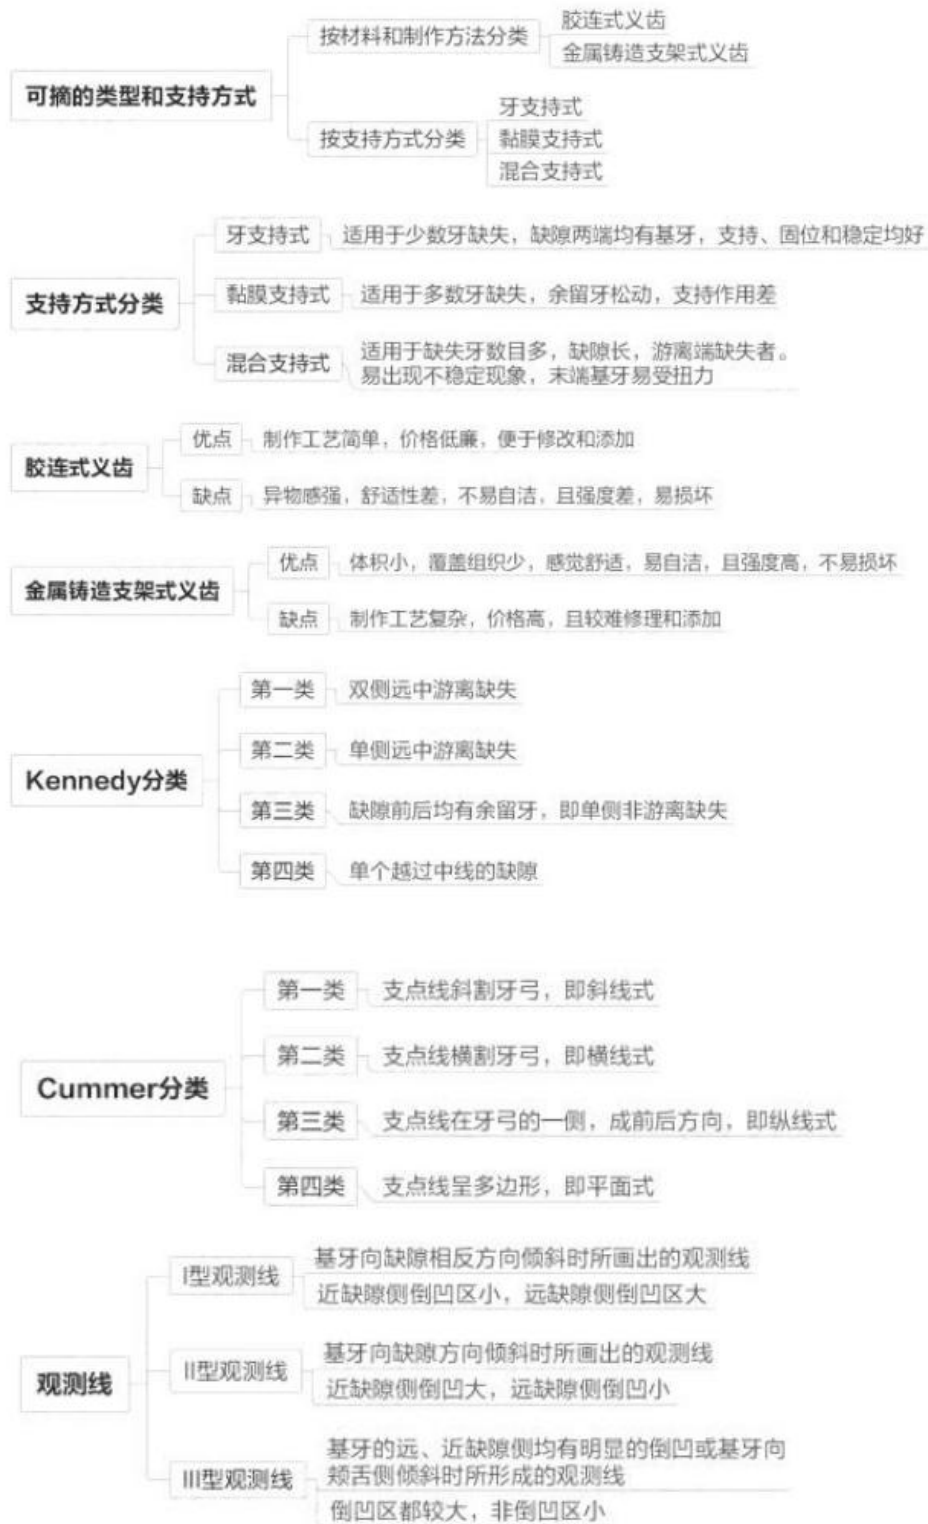 可摘的类型和支持方式
按材料和制作方法分类
胶连式义齿
金属铸造支架式义齿
按支持方式分类
牙支持式
黏膜支持式
混合支持式
支持方式分类
牙支持式
适用于少数牙缺失，缺隙两端均有基牙，支持、固位和稳定均好
黏膜支持式
适用于多数牙缺失，余留牙松动，支持作用差
混合支持式
适用于缺失牙数目多，缺隙长，游离端缺失者。
易出现不稳定现象，末端基牙易受扭力
胶连式义齿
优点
制作工艺简单，价格低廉，便于修改和添加
缺点
异物感强，舒适性差，不易自洁，且强度差，易损坏
金属铸造支架式义齿
优点
体积小，覆盖组织少，感觉舒适，易自洁，且强度高，不易损坏
缺点
制作工艺复杂，价格高，且较难修理和添加
Kennedy分类
第一类
双侧远中游离缺失
第二类
单侧远中游离缺失
第三类
缺隙前后均有余留牙，即单侧非游离缺失
第四类
单个越过中线的缺隙
Cummer分类
第一类
支点线斜割牙弓，即斜线式
第二类
支点线横割牙弓，即横线式
第三类
支点线在牙弓的一侧，成前后方向，即纵线式
第四类
支点线呈多边形，即平面式
观测线
I型观测线
基牙向缺隙相反方向倾斜时所画出的观测线
近缺隙侧倒凹区小，远缺隙侧倒凹区大
II型观测线
基牙向缺隙方向倾斜时所画出的观测线
近缺隙侧倒凹大，远缺隙侧倒凹小
III型观测线
基牙的远、近缺隙侧均有明显的倒凹或基牙向
颊舌侧倾斜时所形成的观测线
倒凹区都较大，非倒凹区小